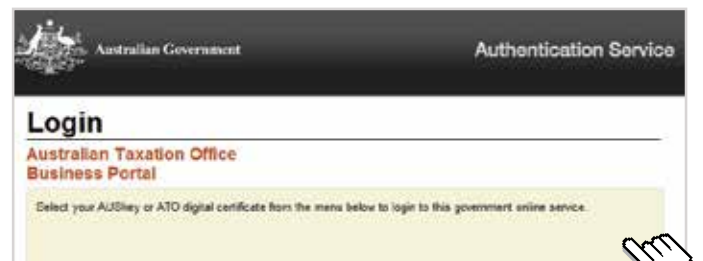 Australian Government
Authentication Service
Login
Australian Taxation Office
Business Portal
Select your AUSkey or ATO digital certificate from the menu below to login to this government online service.